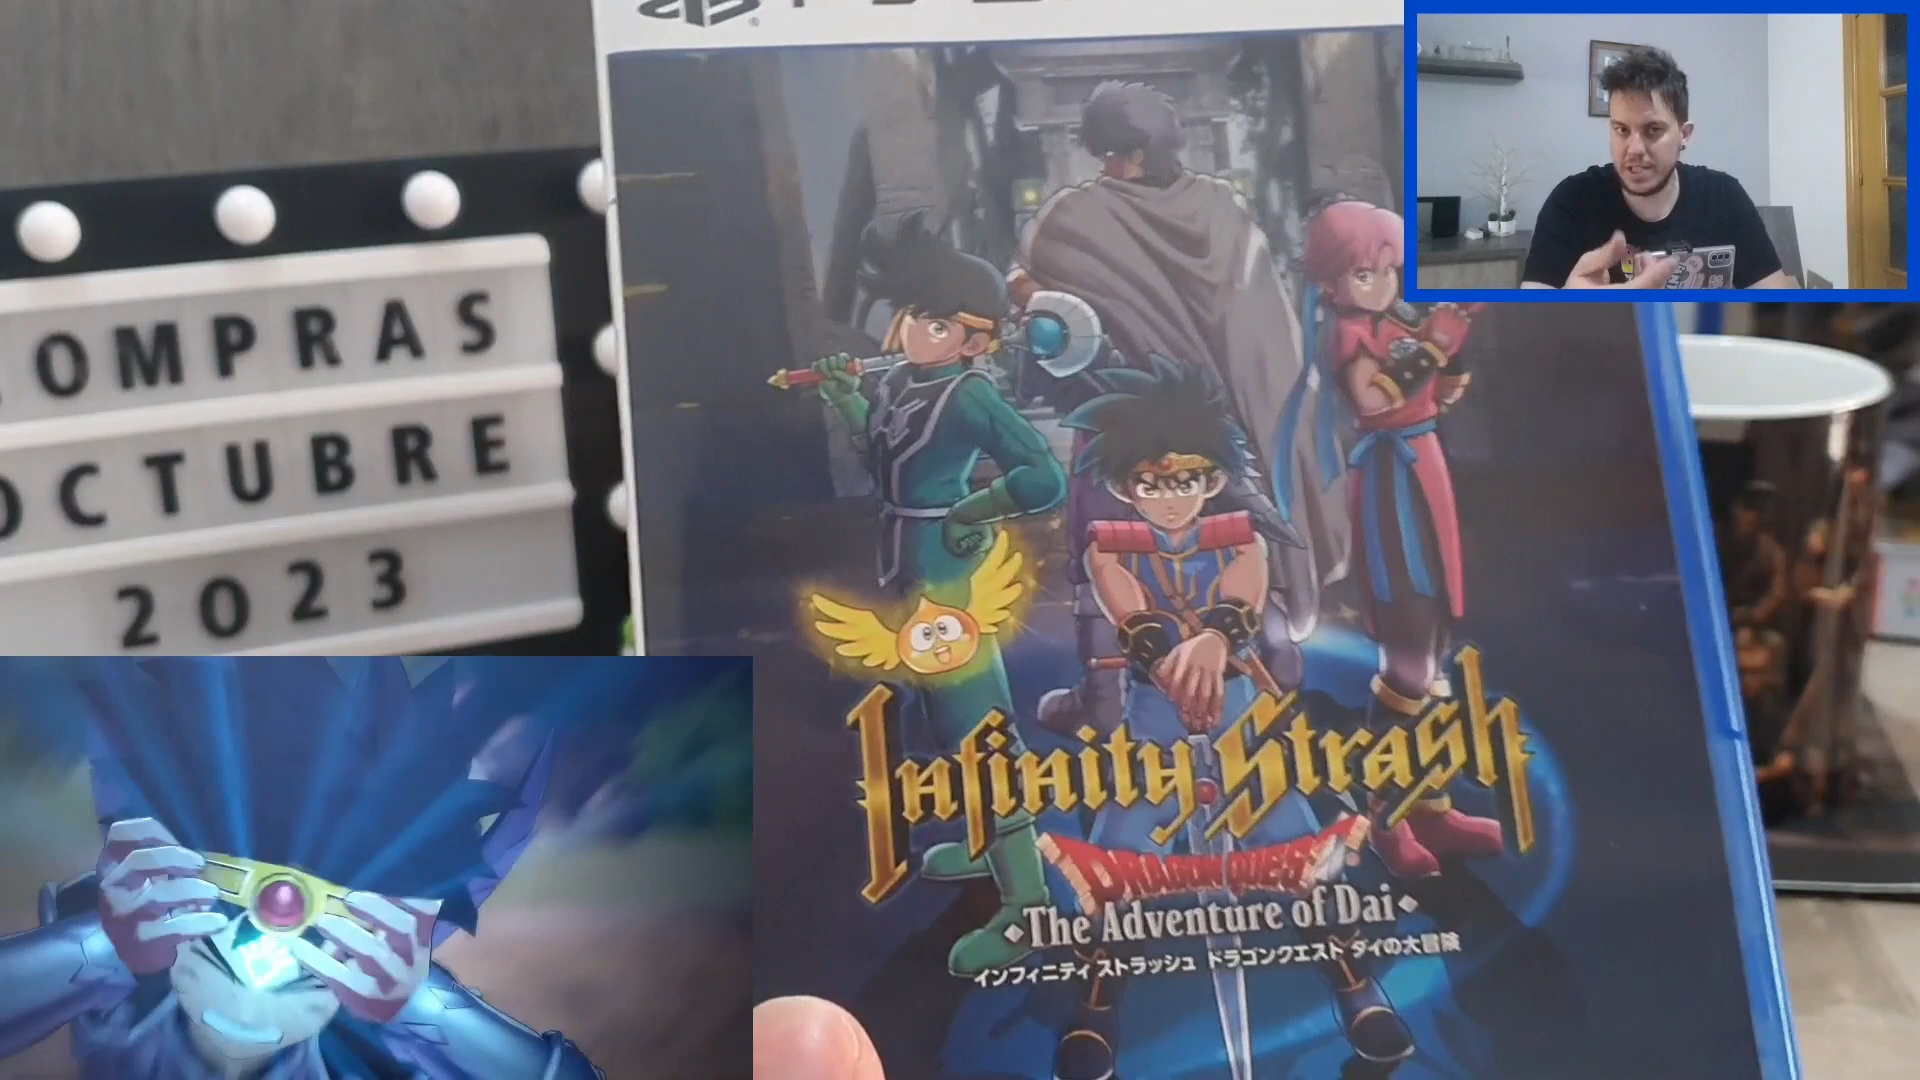 COMPRAS
OCTUBRE
2023
Infinity Strash
DRAGON QUEST
The Adventure of Dai
インフィニティ ストラッシュ ドラゴンクエスト ダイの大冒険